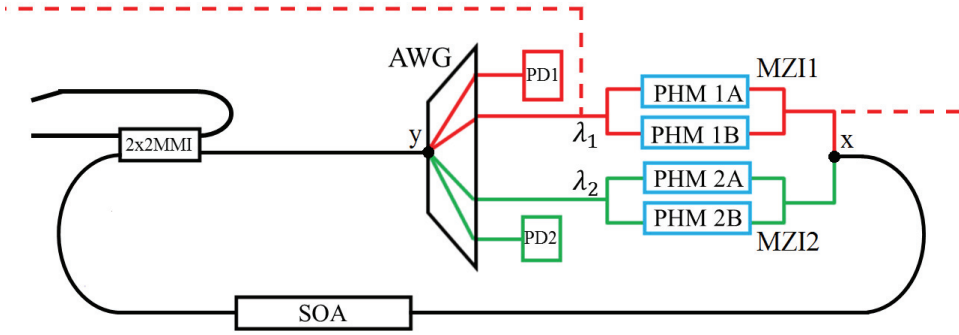 AWG
PD1
MZI1
PHM 1A
y
λ₁
PHM 1B
x
2x2MMI
λ₂
PHM 2A
PHM 2B
PD2
MZI2
SOA